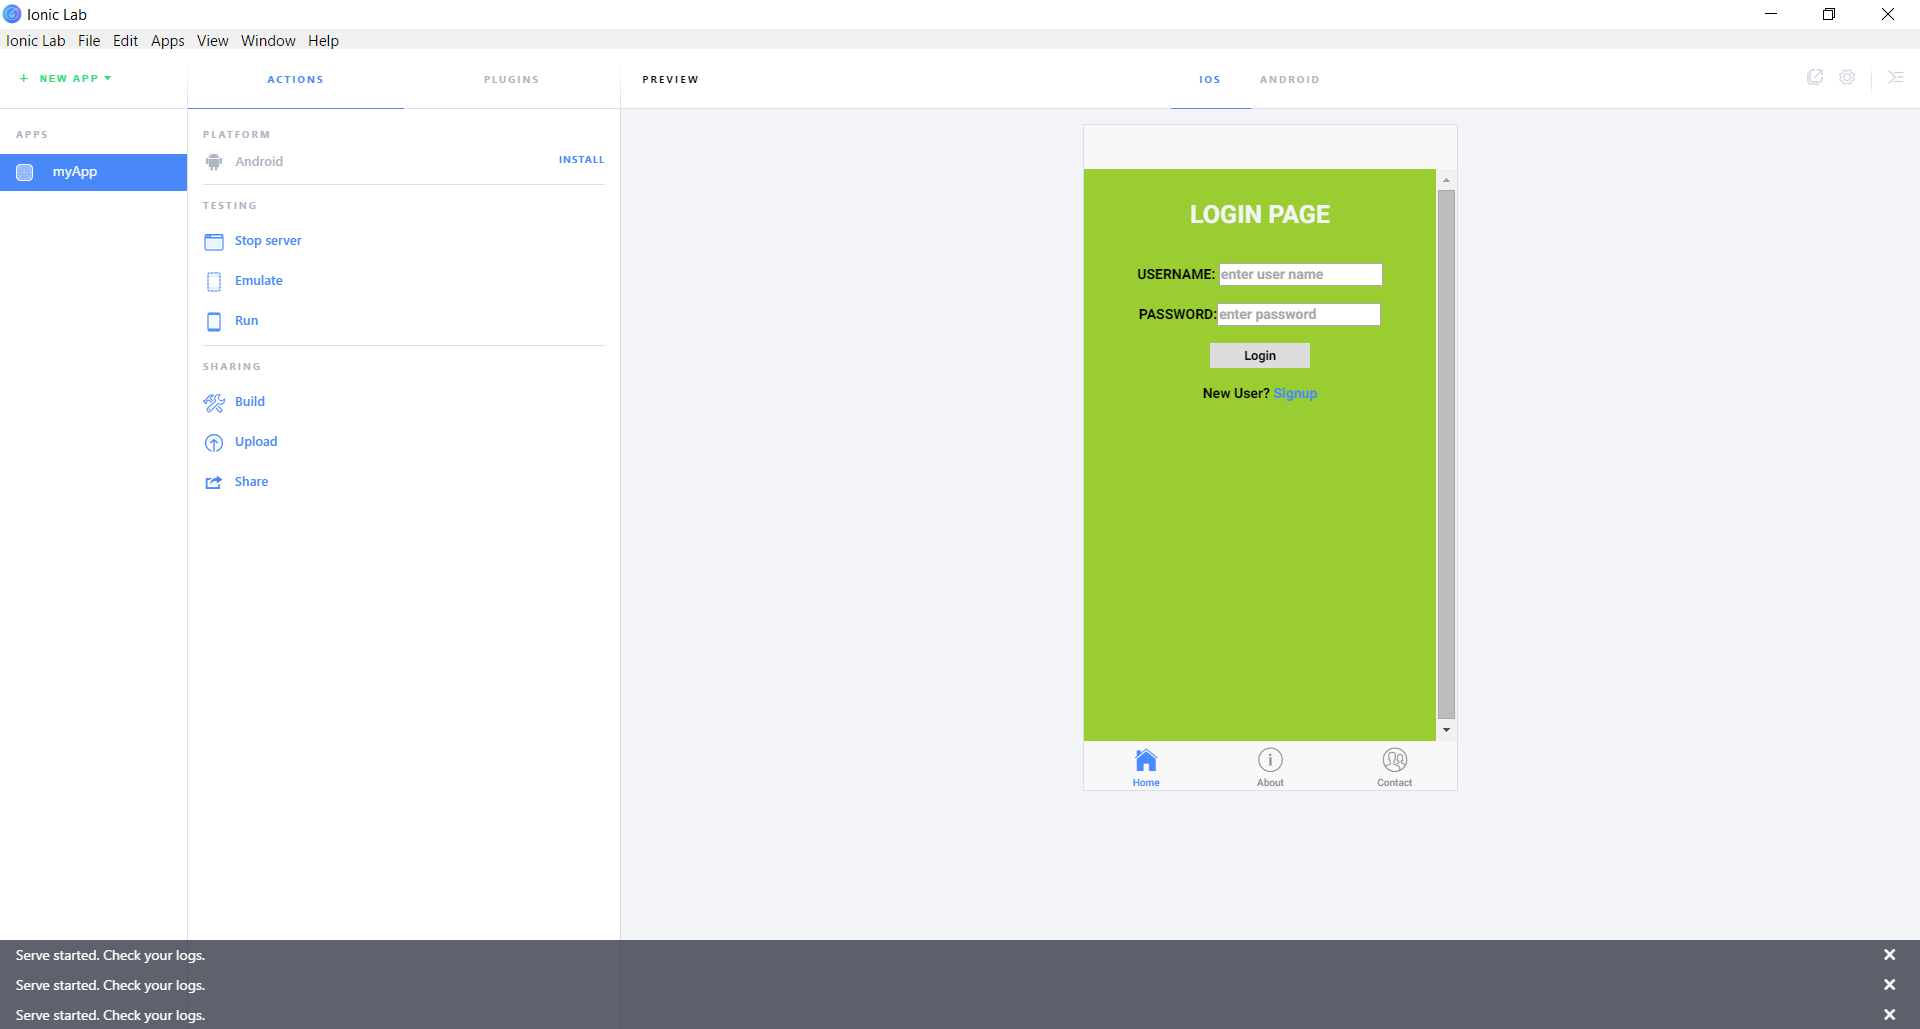 Ionic Lab
Ionic Lab File Edit Apps View Window Help
+ NEW APP
ACTIONS
PLUGINS
PREVIEW
IOS
ANDROID
APPS
myApp
PLATFORM
Android
INSTALL
TESTING
Stop server
Emulate
Run
SHARING
Build
Upload
Share
LOGIN PAGE
USERNAME: enter user name
PASSWORD: enter password
Login
New User? Signup
Home
About
Contact
Serve started. Check your logs.
Serve started. Check your logs.
Serve started. Check your logs.